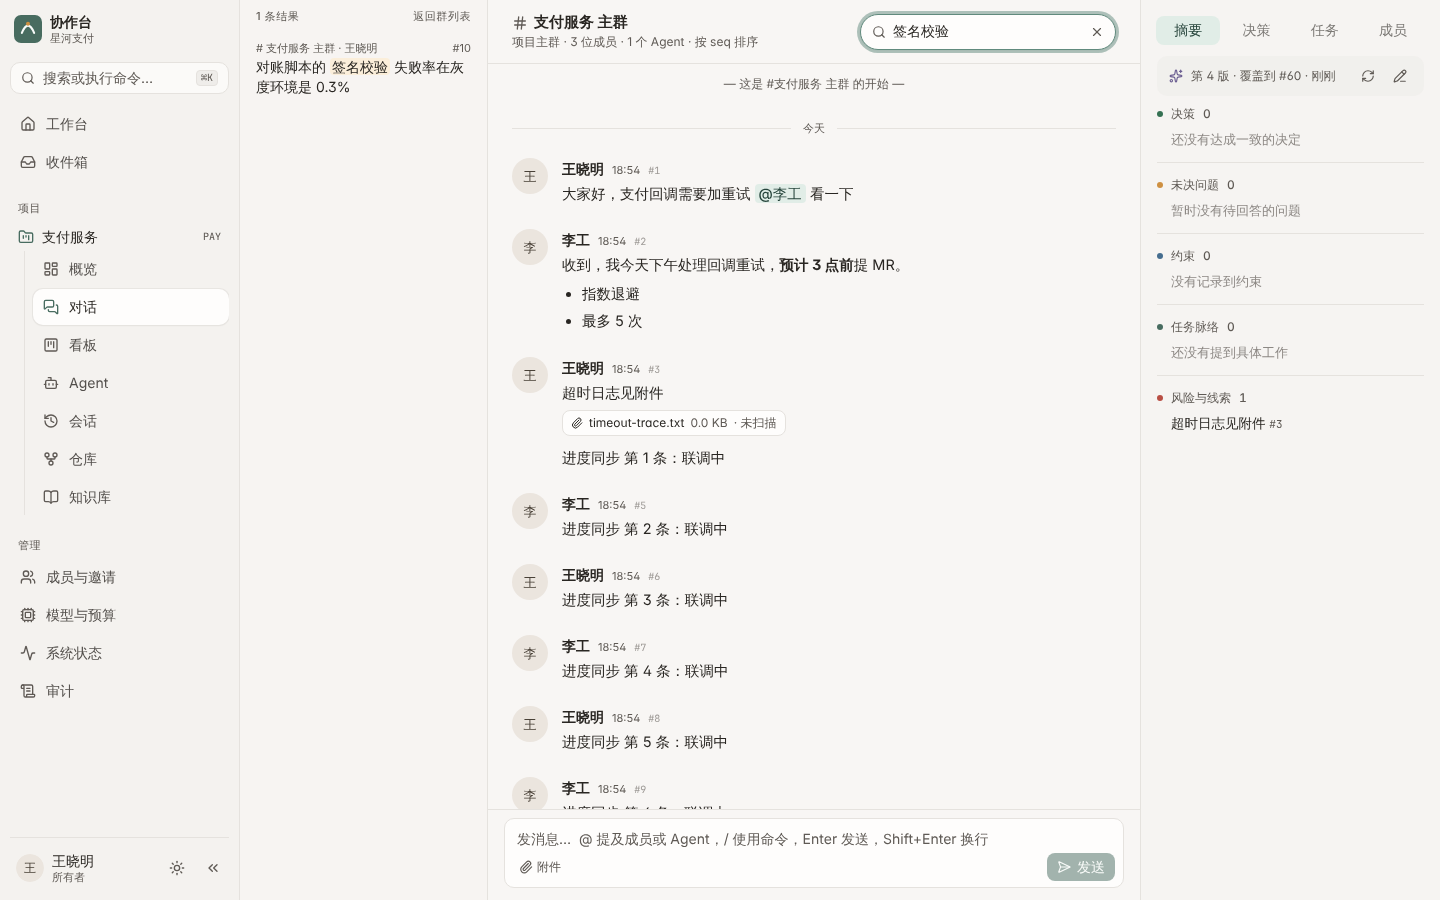 协作台
星河支付
搜索或执行命令... ⌘K
工作台
收件箱
项目
支付服务 PAY
概览
对话
看板
Agent
会话
仓库
知识库
管理
成员与邀请
模型与预算
系统状态
审计
王 王晓明
所有者
1 条结果 返回群列表
# 支付服务 主群 · 王晓明 #10
对账脚本的 签名校验 失败率在灰
度环境是 0.3%
支付服务 主群
项目主群 · 3 位成员 · 1 个 Agent · 按 seq 排序
签名校验
— 这是 #支付服务 主群 的开始 —
今天
王 王晓明 18:54 #1
大家好，支付回调需要加重试 @李工 看一下
李 李工 18:54 #2
收到，我今天下午处理回调重试，预计 3 点前提 MR。
• 指数退避
• 最多 5 次
王 王晓明 18:54 #3
超时日志见附件
timeout-trace.txt 0.0 KB · 未扫描
进度同步 第 1 条：联调中
李 李工 18:54 #5
进度同步 第 2 条：联调中
王 王晓明 18:54 #6
进度同步 第 3 条：联调中
李 李工 18:54 #7
进度同步 第 4 条：联调中
王 王晓明 18:54 #8
进度同步 第 5 条：联调中
李 李工 18:54 #9
发消息... @ 提及成员或 Agent，/ 使用命令，Enter 发送，Shift+Enter 换行
附件 发送
摘要 决策 任务 成员
第 4 版 · 覆盖到 #60 · 刚刚
决策 0
还没有达成一致的决定
未决问题 0
暂时没有待回答的问题
约束 0
没有记录到约束
任务脉络 0
还没有提到具体工作
风险与线索 1
超时日志见附件 #3